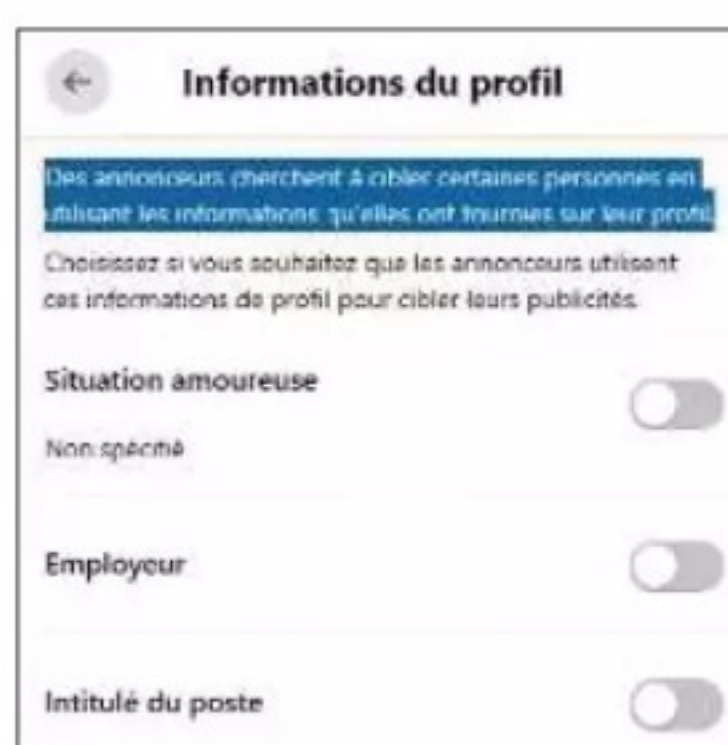 Informations du profil
Des annonceurs cherchent à cibler certaines personnes en
utilisant les informations qu'elles ont fournies sur leur profil.
Choisissez si vous souhaitez que les annonceurs utilisent
ces informations de profil pour cibler leurs publicités.
Situation amoureuse
Non spécifié
Employeur
Intitulé du poste